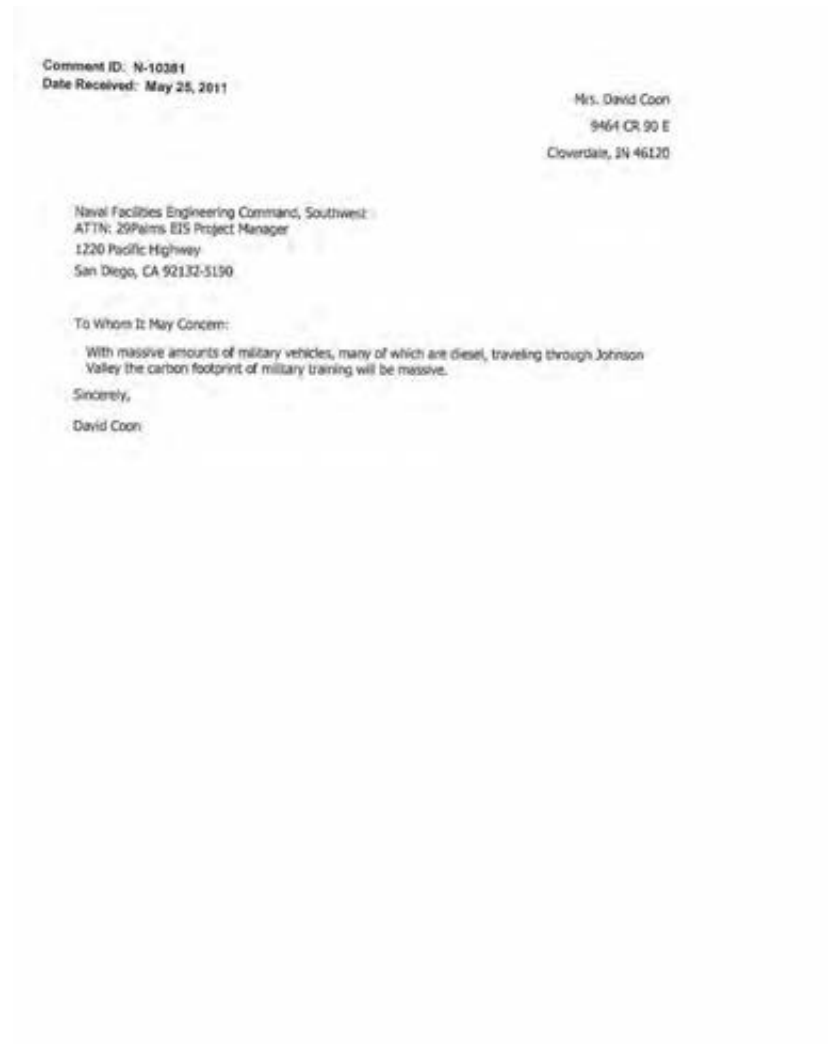 Comment ID: N-10381
Date Received: May 25, 2011
Mrs. David Coon
9464 CR 90 E
Cloverdale, IN 46120
Naval Facilities Engineering Command, Southwest
ATTN: 29Palms EIS Project Manager
1220 Pacific Highway
San Diego, CA 92132-5190
To Whom It May Concern:
With massive amounts of military vehicles, many of which are diesel, traveling through Johnson
Valley the carbon footprint of military training will be massive.
Sincerely,
David Coon